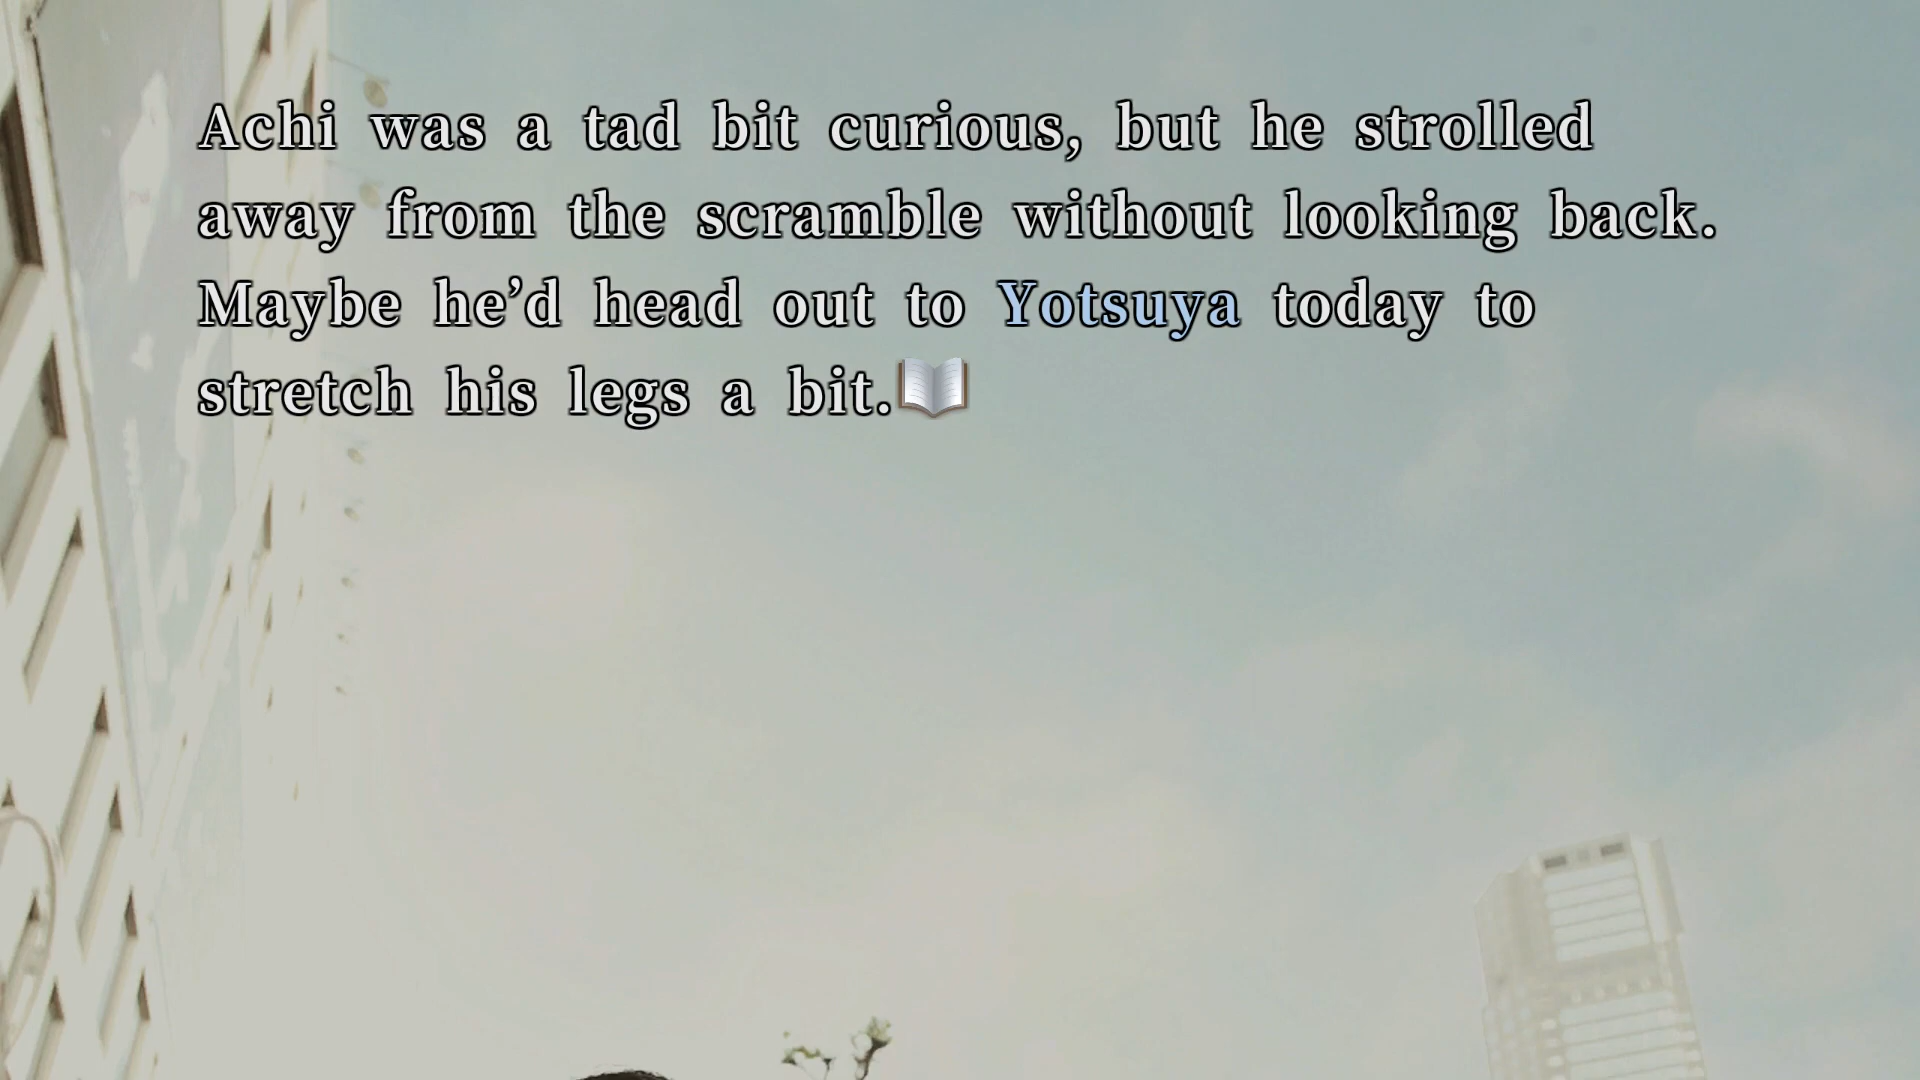 Achi was a tad bit curious, but he strolled
away from the scramble without looking back.
Maybe he’d head out to Yotsuya today to
stretch his legs a bit.